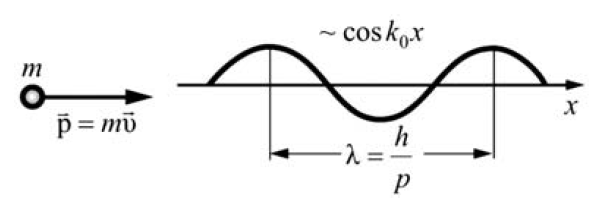 ~ cos k₀x
m
p⃗ = mυ⃗
x
λ = h/p